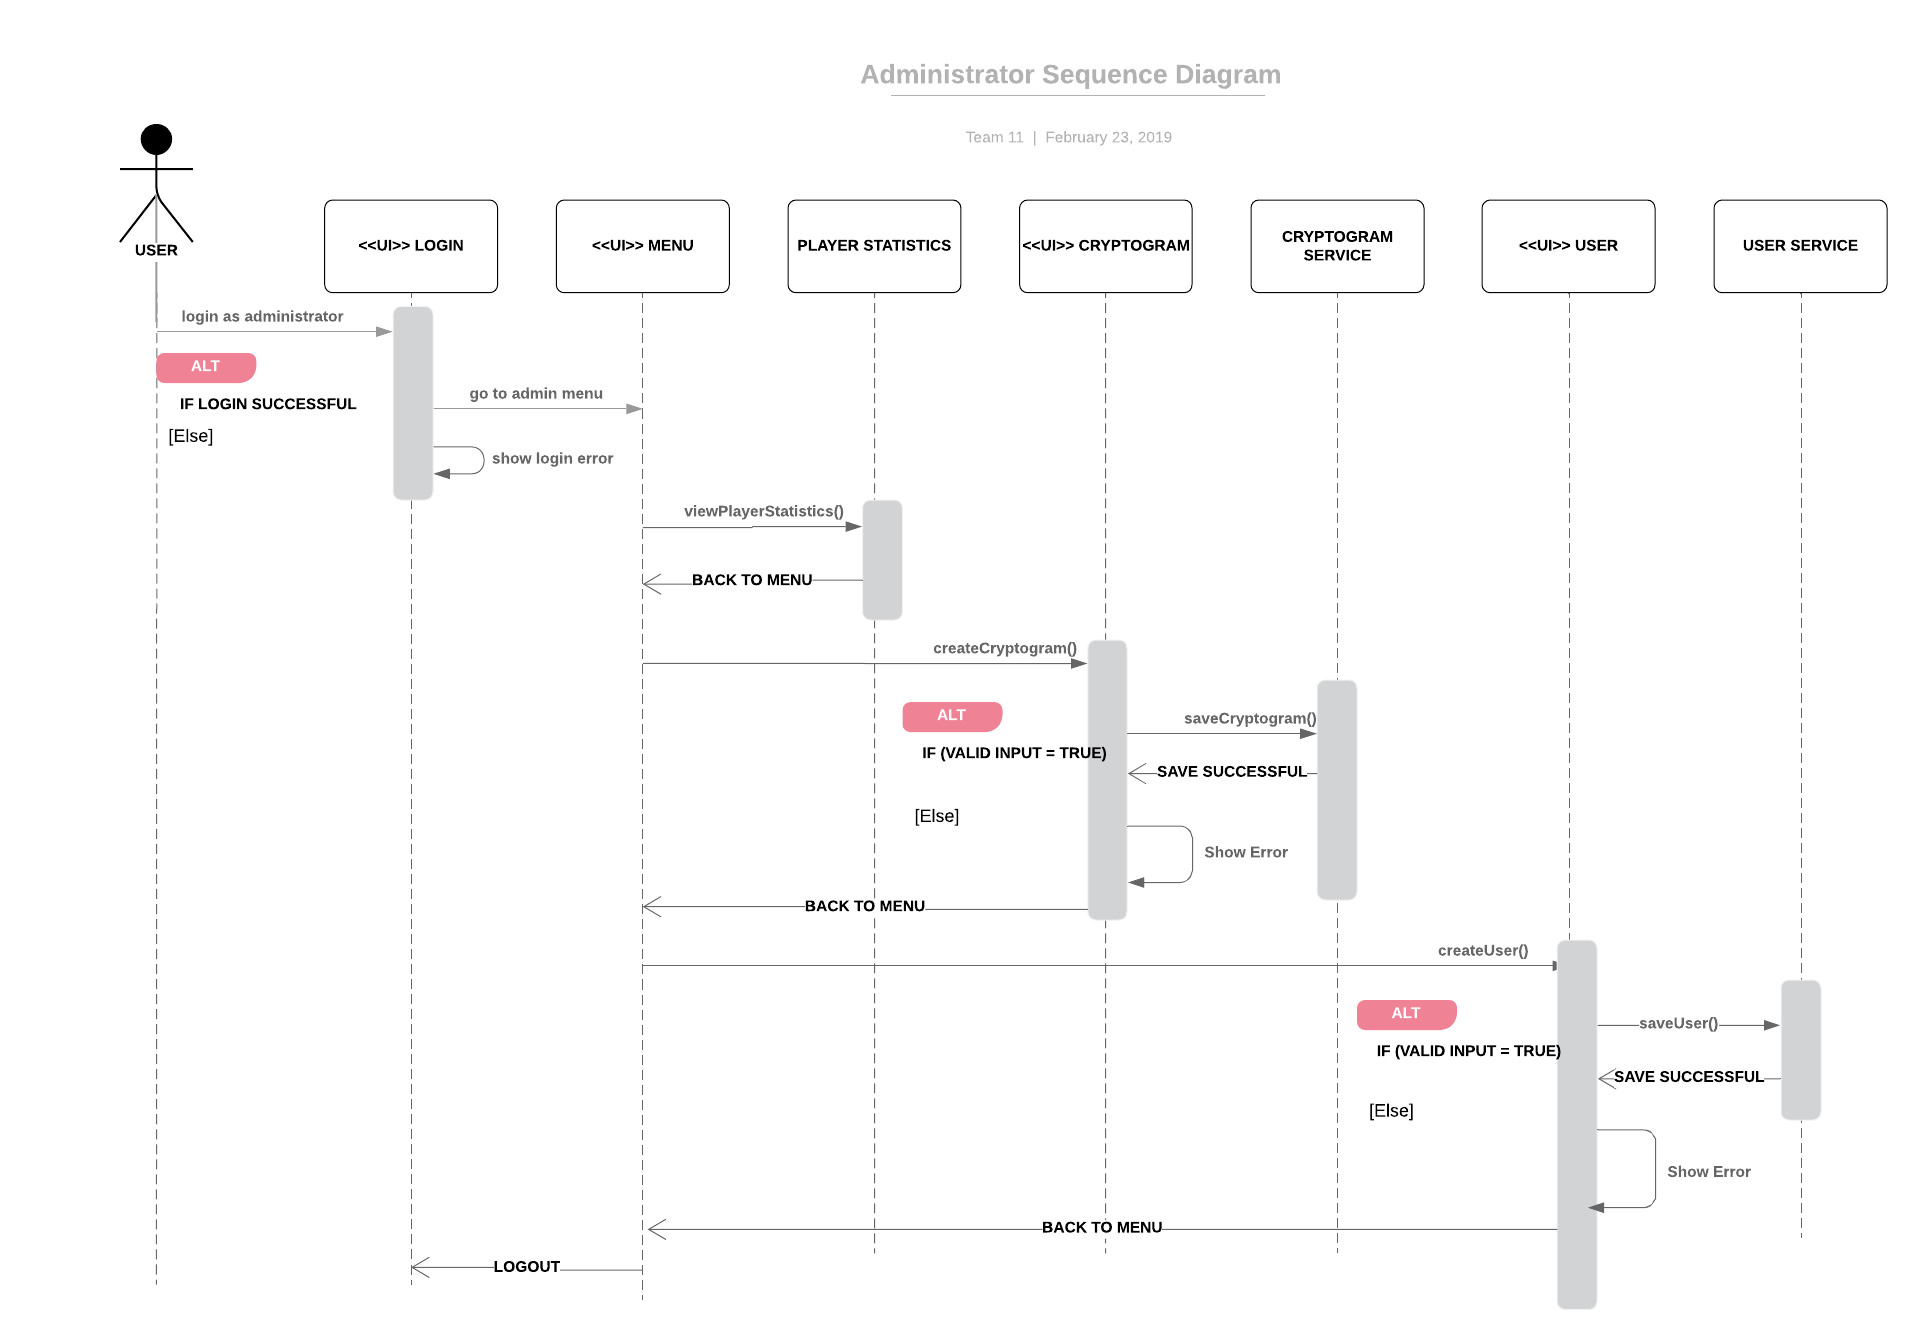 Administrator Sequence Diagram
Team 11 | February 23, 2019
USER
<<UI>> LOGIN
<<UI>> MENU
PLAYER STATISTICS
<<UI>> CRYPTOGRAM
CRYPTOGRAM
SERVICE
<<UI>> USER
USER SERVICE
login as administrator
ALT
IF LOGIN SUCCESSFUL
go to admin menu
[Else]
show login error
viewPlayerStatistics()
BACK TO MENU
createCryptogram()
ALT
saveCryptogram()
IF (VALID INPUT = TRUE)
SAVE SUCCESSFUL
[Else]
Show Error
BACK TO MENU
createUser()
ALT
saveUser()
IF (VALID INPUT = TRUE)
SAVE SUCCESSFUL
[Else]
Show Error
BACK TO MENU
LOGOUT